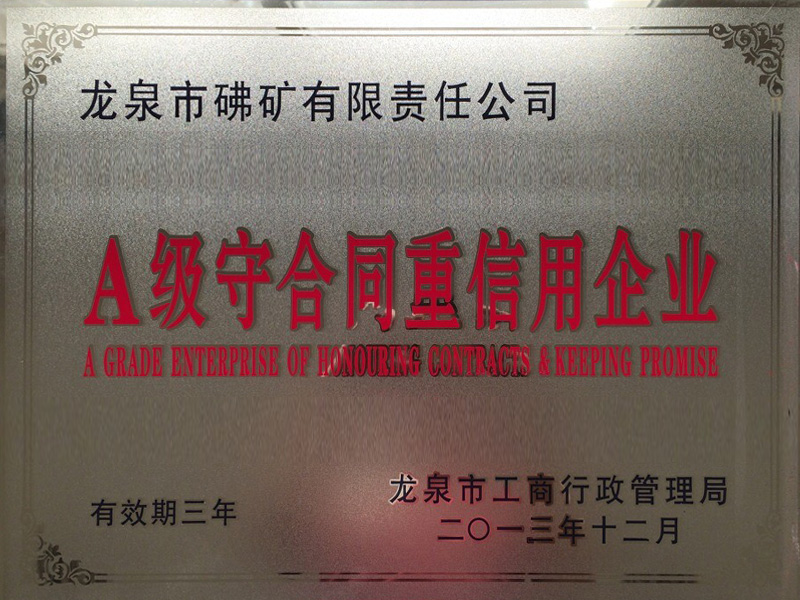 龙泉市砩矿有限责任公司
A级守合同重信用企业
A GRADE ENTERPRISE OF HONOURING CONTRACTS & KEEPING PROMISE
有效期三年
龙泉市工商行政管理局
二〇一三年十二月